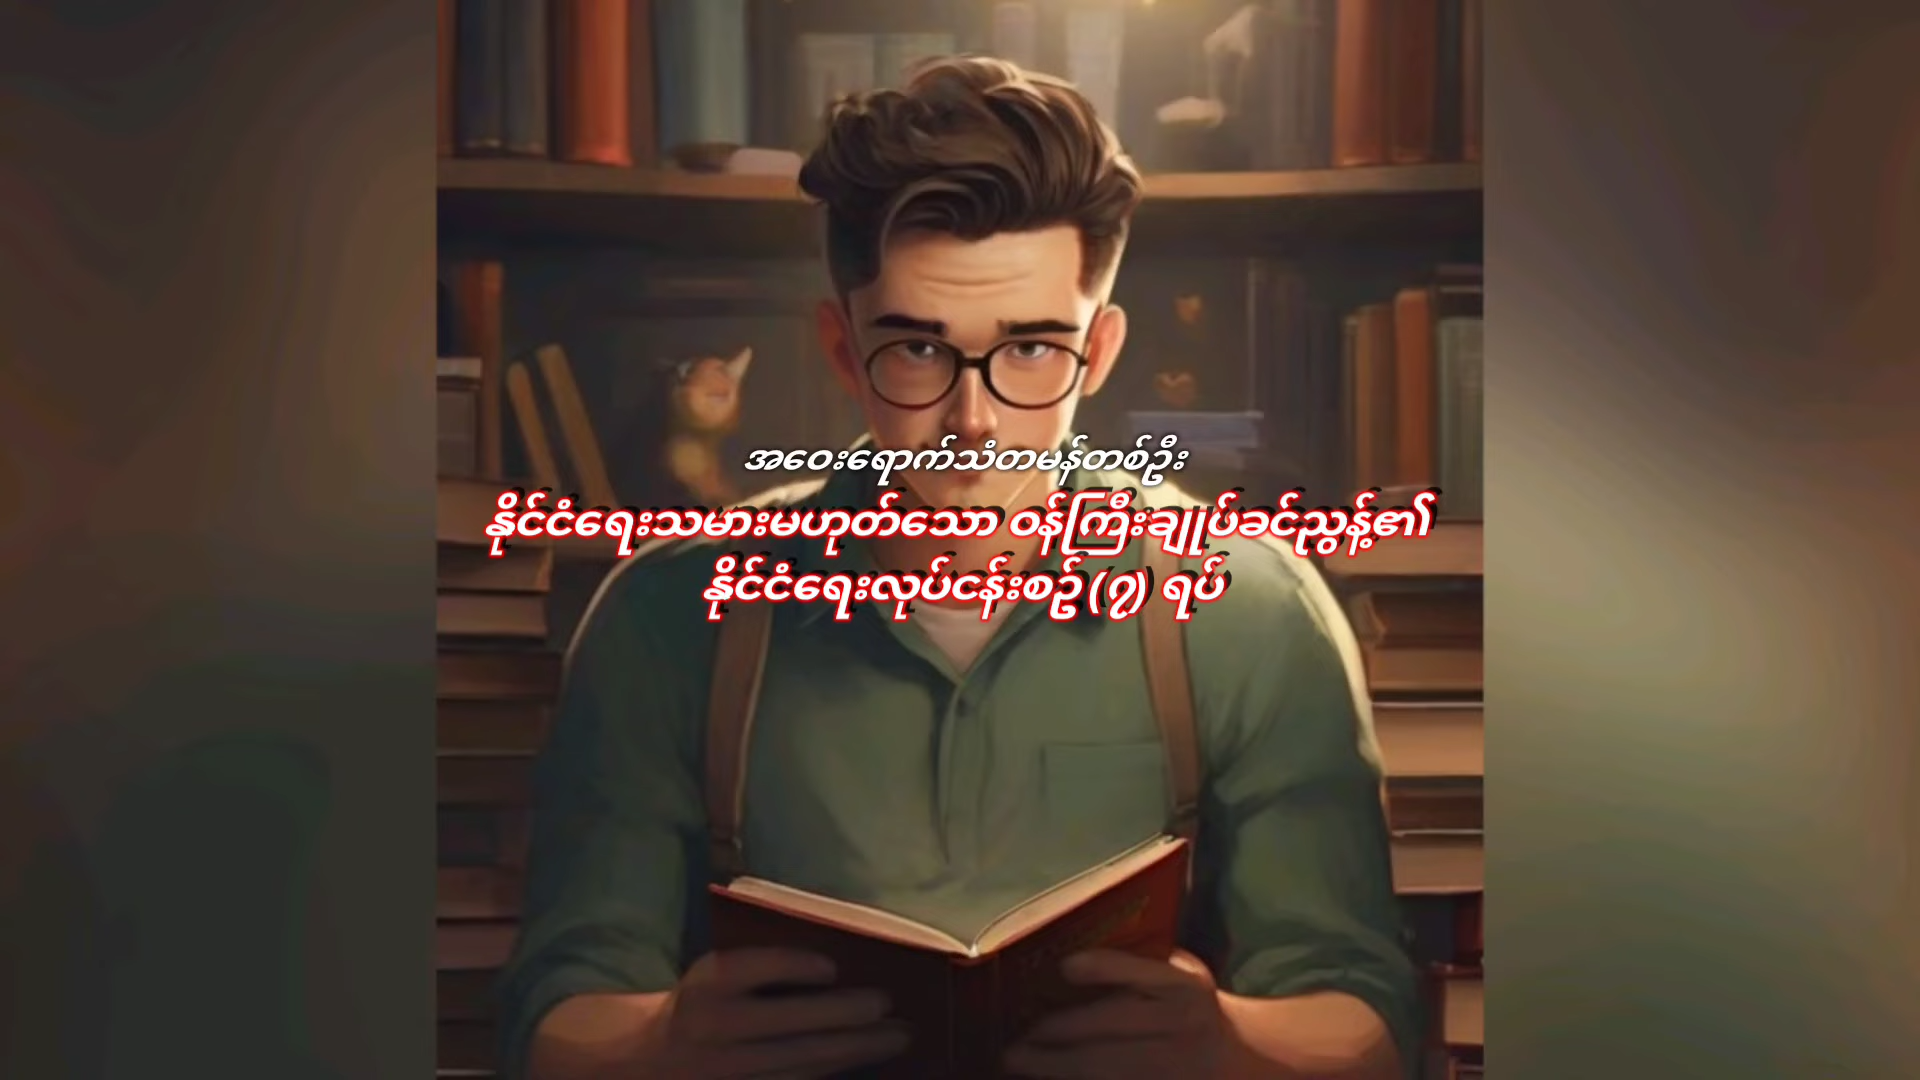 အဝေးရောက်သံတမန်တစ်ဦး
နိုင်ငံရေးသမားမဟုတ်သော ဝန်ကြီးချုပ်ခင်ညွန့်၏
နိုင်ငံရေးလုပ်ငန်းစဥ် (၇) ရပ်